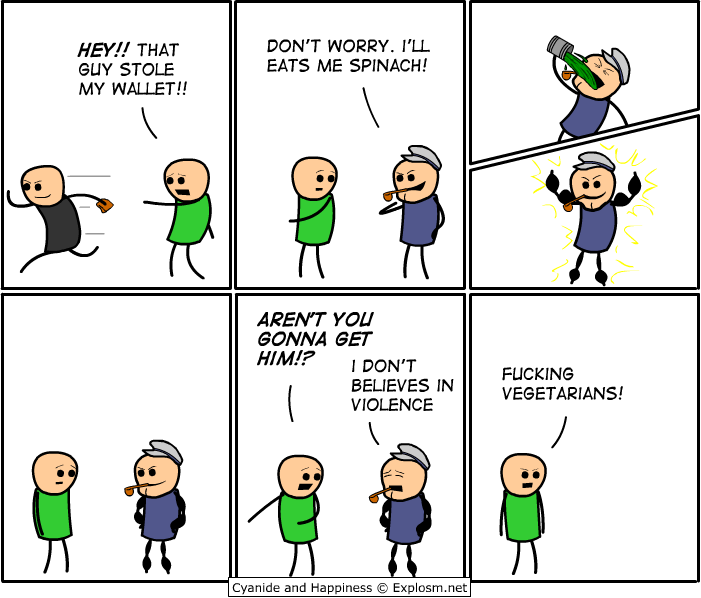 HEY!! THAT
GUY STOLE
MY WALLET!!
DON'T WORRY. I'LL
EATS ME SPINACH!
AREN'T YOU
GONNA GET
HIM!?
I DON'T
BELIEVES IN
VIOLENCE
FUCKING
VEGETARIANS!
Cyanide and Happiness © Explosm.net